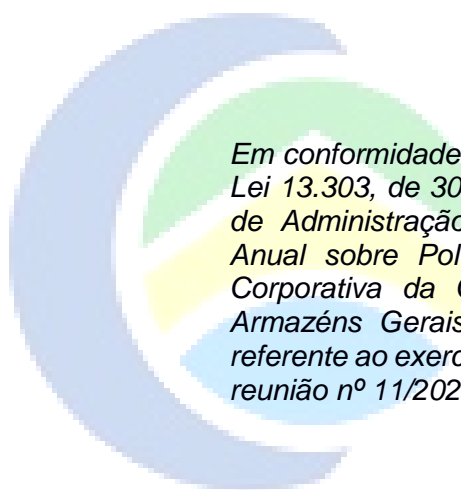 Em conformidade
Lei 13.303, de 30
de Administração
Anual sobre Pol
Corporativa da
Armazéns Gerais
referente ao exerc
reunião nº 11/202